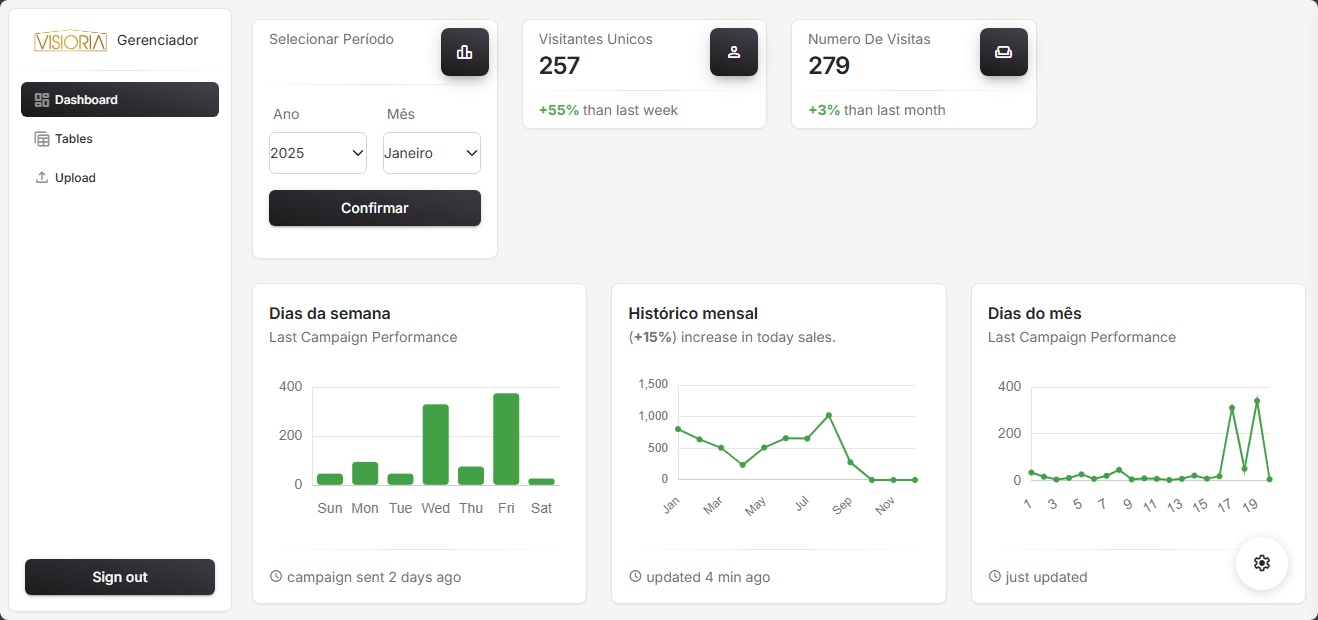 VISIORIA Gerenciador
Dashboard
Tables
Upload
Sign out
Selecionar Período
Ano Mês
2025 Janeiro
Confirmar
Visitantes Unicos
257
+55% than last week
Numero De Visitas
279
+3% than last month
Dias da semana
Last Campaign Performance
400
200
0
Sun Mon Tue Wed Thu Fri Sat
campaign sent 2 days ago
Histórico mensal
(+15%) increase in today sales.
1,500
1,000
500
0
Jan Mar May Jul Sep Nov
updated 4 min ago
Dias do mês
Last Campaign Performance
400
200
0
1 3 5 7 9 11 13 15 17 19
just updated